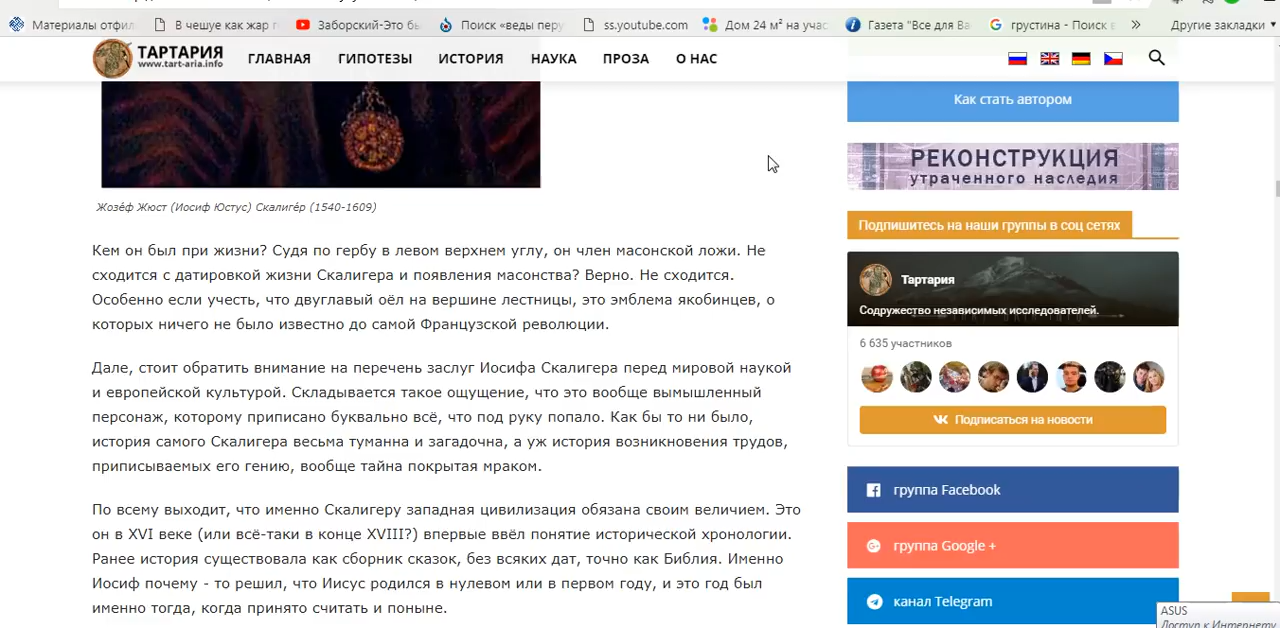 Материалы отфил
В чешуе как жар г
Заборский-Это бы
Поиск «веды перу
ss.youtube.com
Дом 24 м² на учас
Газета "Все для Ва
грустина - Поиск в
»
Другие закладки
ТАРТАРИЯ
www.tart-aria.info
ГЛАВНАЯ
ГИПОТЕЗЫ
ИСТОРИЯ
НАУКА
ПРОЗА
О НАС
Жозе́ф Жюст (Иосиф Юстус) Скалиге́р (1540-1609)
Кем он был при жизни? Судя по гербу в левом верхнем углу, он член масонской ложи. Не
сходится с датировкой жизни Скалигера и появления масонства? Верно. Не сходится.
Особенно если учесть, что двуглавый оёл на вершине лестницы, это эмблема якобинцев, о
которых ничего не было известно до самой Французской революции.
Дале, стоит обратить внимание на перечень заслуг Иосифа Скалигера перед мировой наукой
и европейской культурой. Складывается такое ощущение, что это вообще вымышленный
персонаж, которому приписано буквально всё, что под руку попало. Как бы то ни было,
история самого Скалигера весьма туманна и загадочна, а уж история возникновения трудов,
приписываемых его гению, вообще тайна покрытая мраком.
По всему выходит, что именно Скалигеру западная цивилизация обязана своим величием. Это
он в XVI веке (или всё-таки в конце XVIII?) впервые ввёл понятие исторической хронологии.
Ранее история существовала как сборник сказок, без всяких дат, точно как Библия. Именно
Иосиф почему - то решил, что Иисус родился в нулевом или в первом году, и это год был
именно тогда, когда принято считать и поныне.
Как стать автором
РЕКОНСТРУКЦИЯ
утраченного наследия
Подпишитесь на наши группы в соц сетях
Тартария
Содружество независимых исследователей.
6 635 участников
Подписаться на новости
группа Facebook
группа Google +
канал Telegram
ASUS
Доступ к Интернету